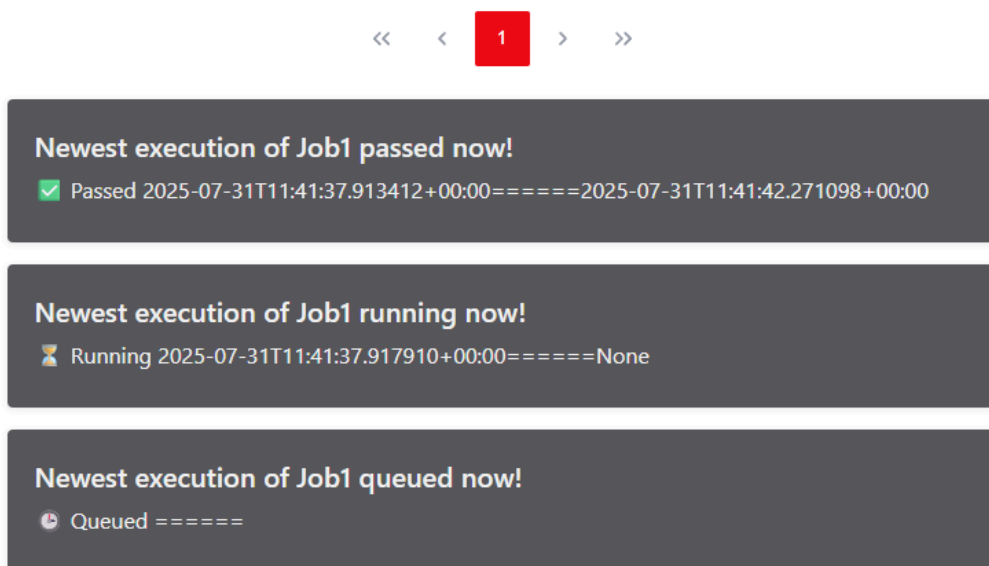 1
Newest execution of Job1 passed now!
✅ Passed 2025-07-31T11:41:37.913412+00:00======2025-07-31T11:41:42.271098+00:00
Newest execution of Job1 running now!
⏳ Running 2025-07-31T11:41:37.917910+00:00======None
Newest execution of Job1 queued now!
🕒 Queued ======